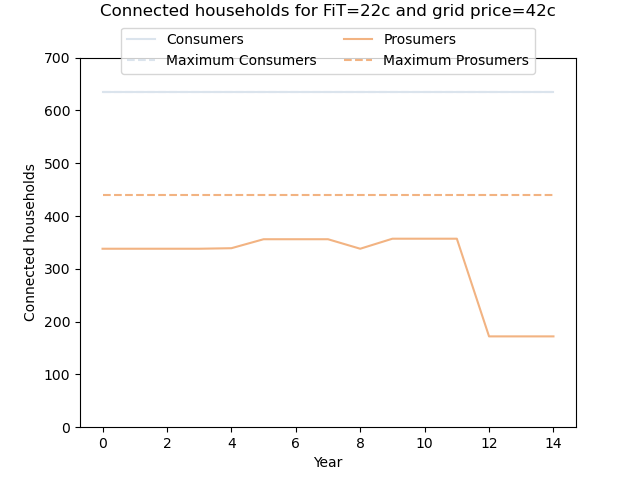 Connected households for FiT=22c and grid price=42c
Consumers
Prosumers
Maximum Consumers
Maximum Prosumers
700
600
500
400
300
200
100
0
Connected households
0 2 4 6 8 10 12 14
Year